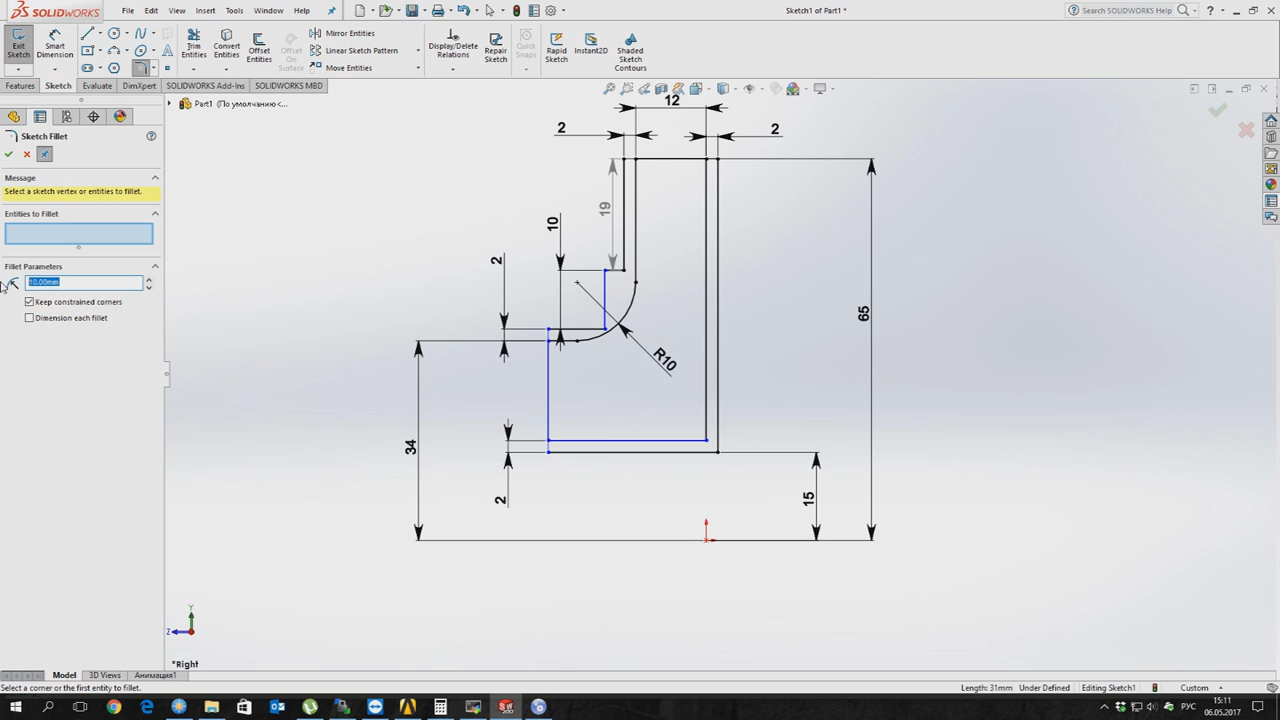 SOLIDWORKS
File Edit View Insert Tools Window Help
Sketch1 of Part1 *
Search SOLIDWORKS Help
Exit Sketch
Smart Dimension
Trim Entities
Convert Entities
Offset Entities
Offset On Surface
Mirror Entities
Linear Sketch Pattern
Move Entities
Display/Delete Relations
Repair Sketch
Quick Snaps
Rapid Sketch
Instant2D
Shaded Sketch Contours
Features Sketch Evaluate DimXpert SOLIDWORKS Add-Ins SOLIDWORKS MBD
Part1 (По умолчанию <...
Sketch Fillet
Message
Select a sketch vertex or entities to fillet.
Entities to Fillet
Fillet Parameters
10.00mm
Keep constrained corners
Dimension each fillet
12
2
2
19
10
2
65
R10
34
2
15
Y
Z
*Right
Model 3D Views Анимация1
Select a corner or the first entity to fillet.
Length: 31mm Under Defined Editing Sketch1 Custom
РУС
15:11
06.05.2017